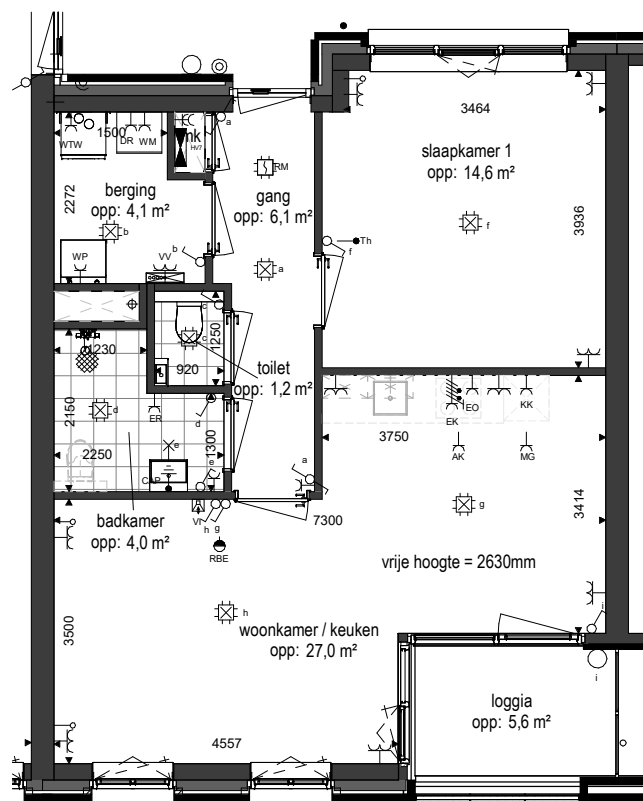 a
mk
HV7
1500
WTW
DR
WM
3464
slaapkamer 1
opp: 14,6 m²
RM
gang
opp: 6,1 m²
berging
opp: 4,1 m²
2272
3936
b
f
Th
f
b
a
WP
VV
c
c
1250
toilet
opp: 1,2 m²
920
1230
2150
d
d
ER
1300
2250
e
e
CAP
3750
EK
EO
KK
AK
MG
a
g
3414
badkamer
opp: 4,0 m²
VI
h
g
RBE
7300
vrije hoogte = 2630mm
3500
h
woonkamer / keuken
opp: 27,0 m²
i
i
loggia
opp: 5,6 m²
4557